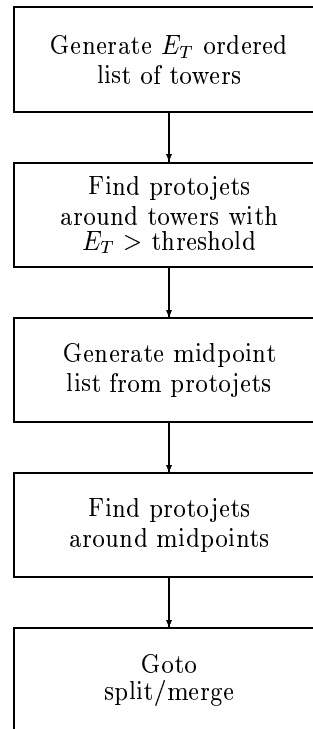 Generate E_T ordered
list of towers
Find protojets
around towers with
E_T > threshold
Generate midpoint
list from protojets
Find protojets
around midpoints
Goto
split/merge